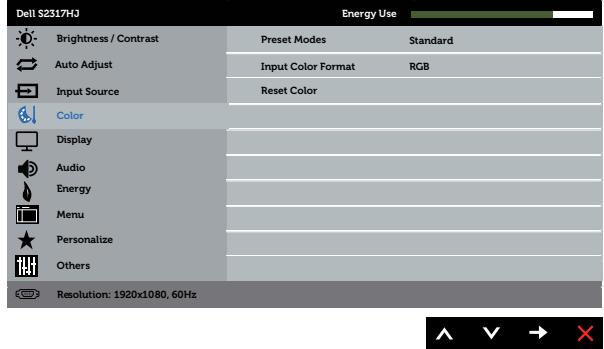 Dell S2317HJ Energy Use
Brightness / Contrast Preset Modes Standard
Auto Adjust Input Color Format RGB
Input Source Reset Color
Color
Display
Audio
Energy
Menu
Personalize
Others
Resolution: 1920x1080, 60Hz